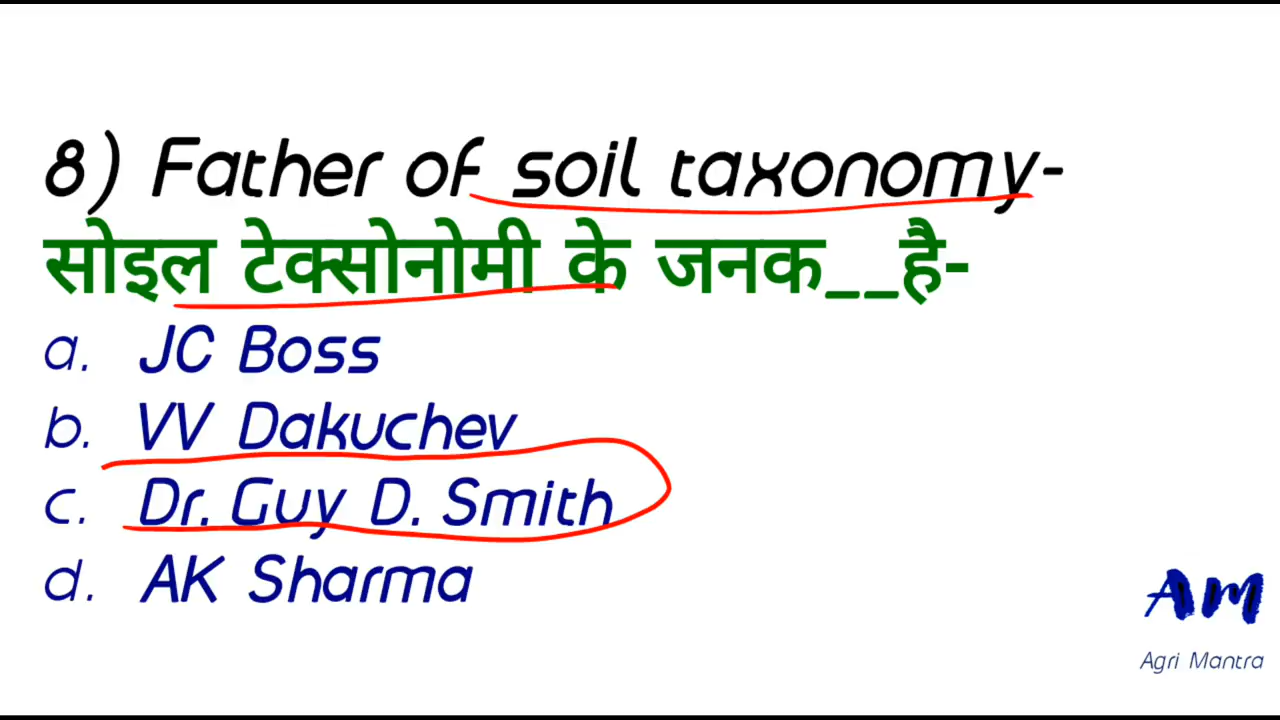 8) Father of soil taxonomy-
सोइल टेक्सोनोमी के जनक__है-
a. JC Boss
b. VV Dakuchev
c. Dr. Guy D. Smith
d. AK Sharma
AM
Agri Mantra